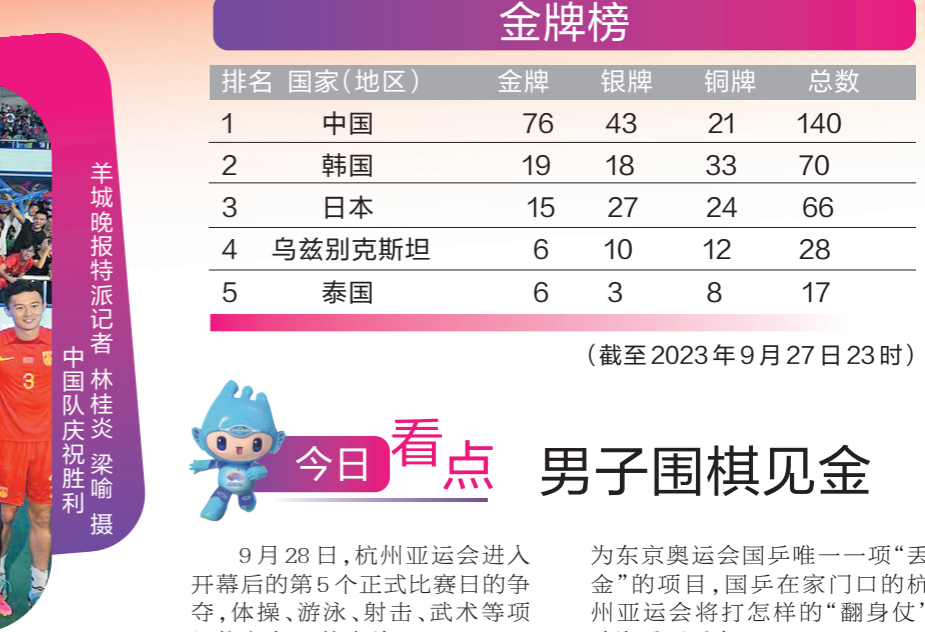 金牌榜
排名 国家(地区) 金牌 银牌 铜牌 总数
1 中国 76 43 21 140
2 韩国 19 18 33 70
3 日本 15 27 24 66
4 乌兹别克斯坦 6 10 12 28
5 泰国 6 3 8 17
(截至2023年9月27日23时)
羊城晚报特派记者 林桂炎 梁喻 摄
中国队庆祝胜利
3
今日看点
男子围棋见金
9月28日,杭州亚运会进入
开幕后的第5个正式比赛日的争
夺,体操、游泳、射击、武术等项
为东京奥运会国乒唯一一项“丢
金”的项目,国乒在家门口的杭
州亚运会将打怎样的“翻身仗”